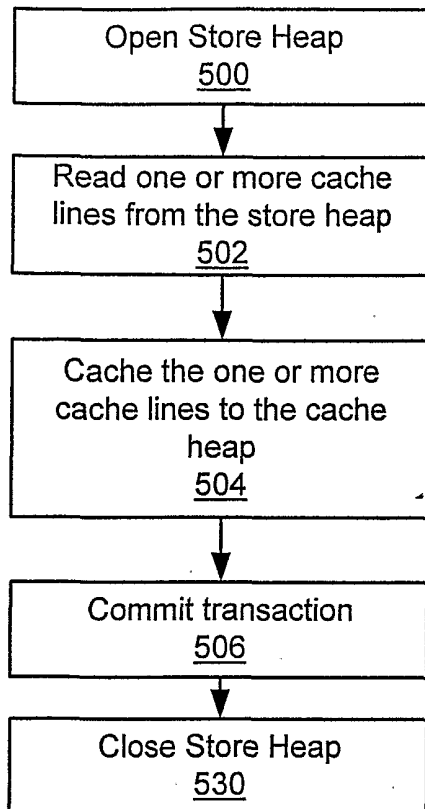 Open Store Heap
500
Read one or more cache
lines from the store heap
502
Cache the one or more
cache lines to the cache
heap
504
Commit transaction
506
Close Store Heap
530